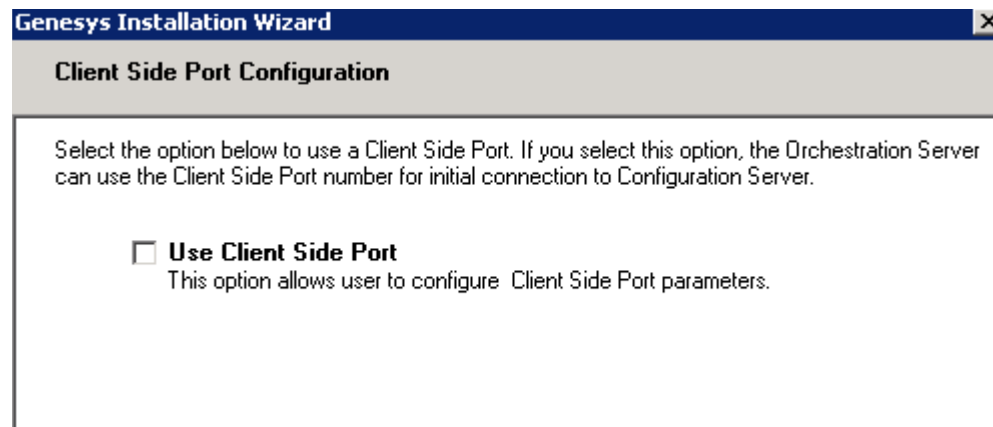 Genesys Installation Wizard
Client Side Port Configuration
Select the option below to use a Client Side Port. If you select this option, the Orchestration Server
can use the Client Side Port number for initial connection to Configuration Server.
Use Client Side Port
This option allows user to configure  Client Side Port parameters.